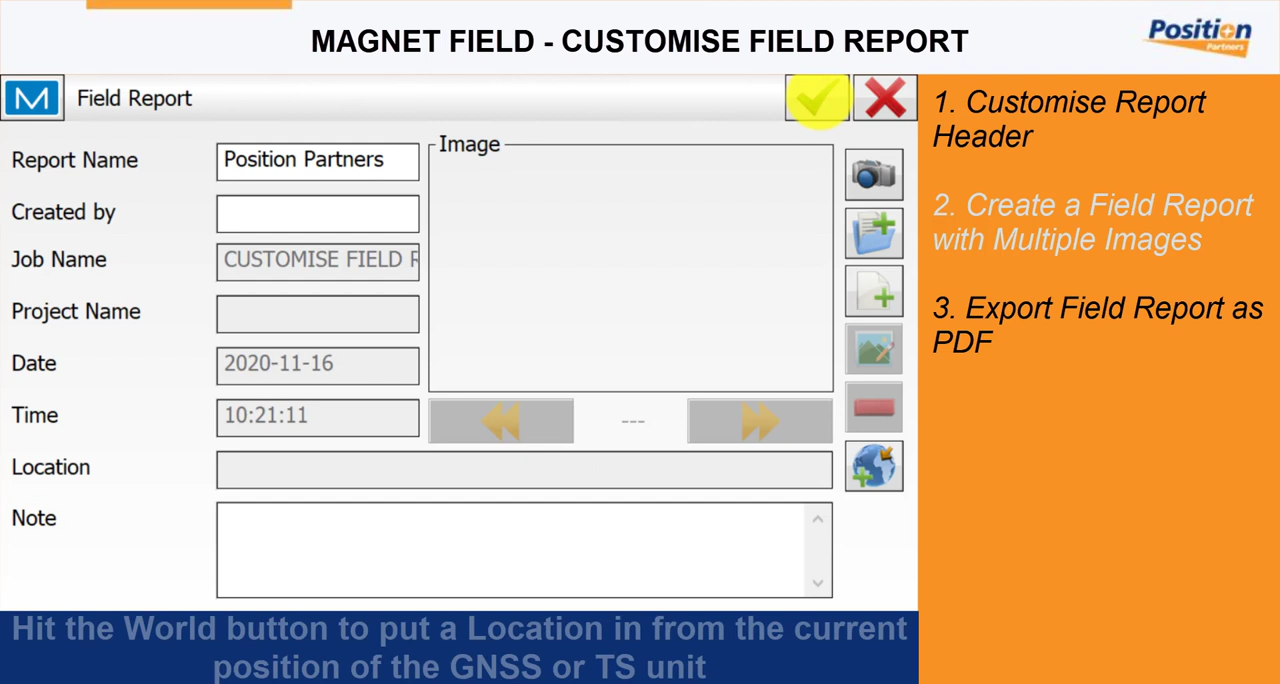 MAGNET FIELD - CUSTOMISE FIELD REPORT
Position
Partners
Field Report
1. Customise Report
Header
2. Create a Field Report
with Multiple Images
3. Export Field Report as
PDF
Report Name
Position Partners
Image
Created by
Job Name
CUSTOMISE FIELD R
Project Name
Date
2020-11-16
Time
10:21:11
---
Location
Note
Hit the World button to put a Location in from the current
position of the GNSS or TS unit